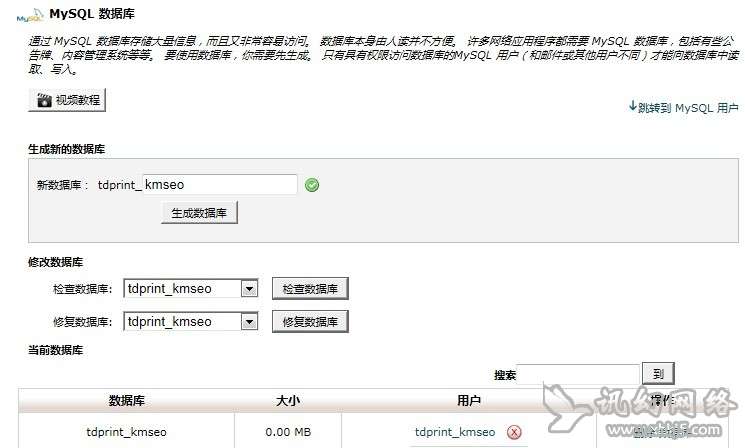 MySQL MySQL 数据库
通过 MySQL 数据库存储大量信息，而且又非常容易访问。 数据库本身由人读并不方便。 许多网络应用程序都需要 MySQL 数据库，包括有些公
告牌、内容管理系统等等。 要使用数据库，你需要先生成。 只有具有权限访问数据库的MySQL 用户（和邮件或其他用户不同）才能向数据库中读
取、写入。
视频教程
跳转到 MySQL 用户
生成新的数据库
新数据库： tdprint_ kmseo
生成数据库
修改数据库
检查数据库: tdprint_kmseo 检查数据库
修复数据库: tdprint_kmseo 修复数据库
当前数据库
搜索 到
数据库 大小 用户 操作
tdprint_kmseo 0.00 MB tdprint_kmseo 删除数据库
讯幻网络